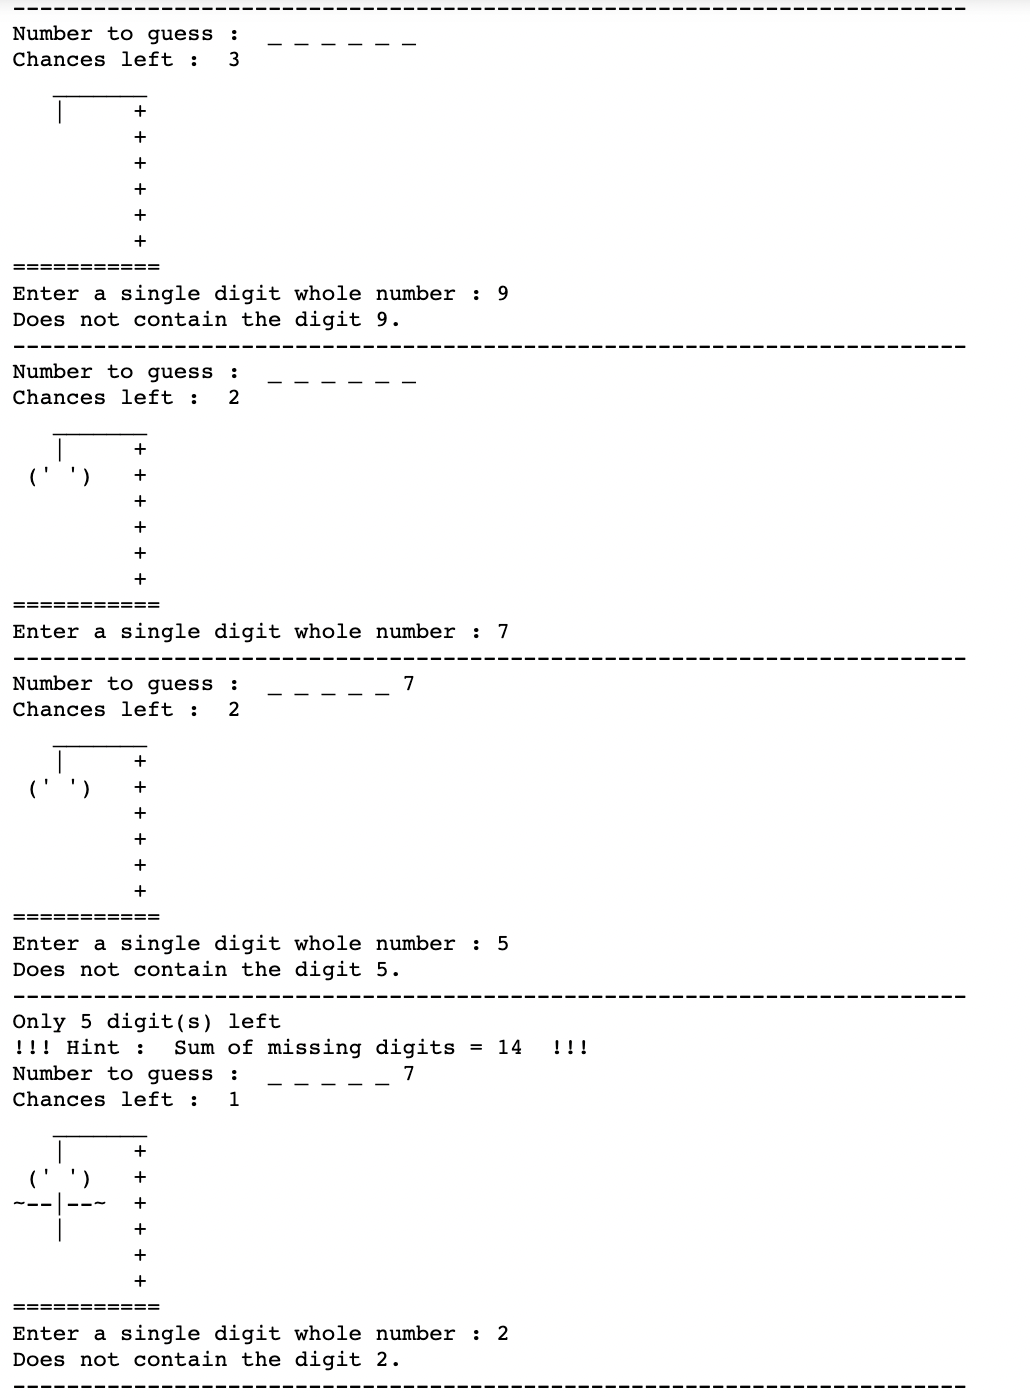 -----------------------------------------------------------------------
Number to guess :  _ _ _ _ _ _
Chances left :  3
   _______
   |     +
         +
         +
         +
         +
         +
===========
Enter a single digit whole number : 9
Does not contain the digit 9.
-----------------------------------------------------------------------
Number to guess :  _ _ _ _ _ _
Chances left :  2
   _______
   |     +
 (' ')   +
         +
         +
         +
         +
===========
Enter a single digit whole number : 7
-----------------------------------------------------------------------
Number to guess :  _ _ _ _ _ 7
Chances left :  2
   _______
   |     +
 (' ')   +
         +
         +
         +
         +
===========
Enter a single digit whole number : 5
Does not contain the digit 5.
-----------------------------------------------------------------------
Only 5 digit(s) left
!!! Hint :  Sum of missing digits = 14  !!!
Number to guess :  _ _ _ _ _ 7
Chances left :  1
   _______
   |     +
 (' ')   +
~--|--~  +
   |     +
         +
         +
===========
Enter a single digit whole number : 2
Does not contain the digit 2.
-----------------------------------------------------------------------